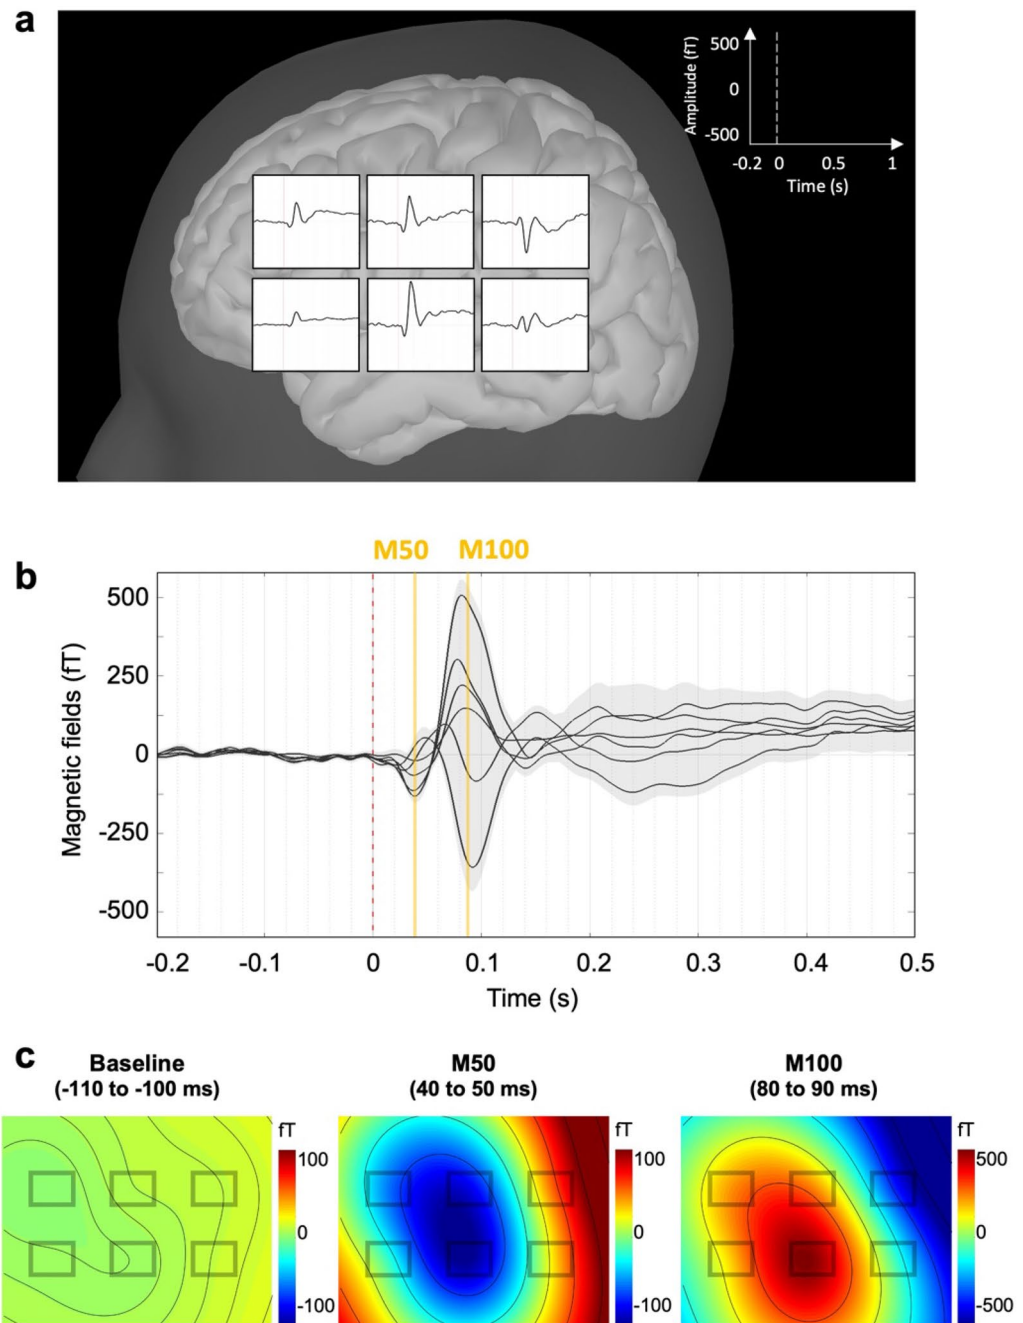 a
Amplitude (fT)
500
0
-500
-0.2 0 0.5 1
Time (s)
M50 M100
b
Magnetic fields (fT)
500
250
0
-250
-500
-0.2 -0.1 0 0.1 0.2 0.3 0.4 0.5
Time (s)
c
Baseline M50 M100
(-110 to -100 ms) (40 to 50 ms) (80 to 90 ms)
fT fT fT
100 100 500
0 0 0
-100 -100 -500